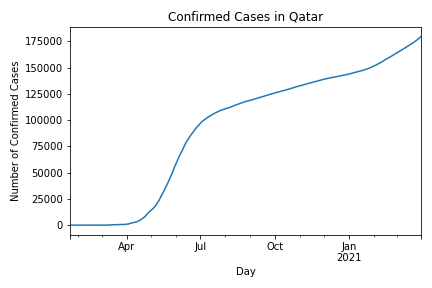 Confirmed Cases in Qatar
Number of Confirmed Cases
175000
150000
125000
100000
75000
50000
25000
0
Apr
Jul
Oct
Jan
2021
Day